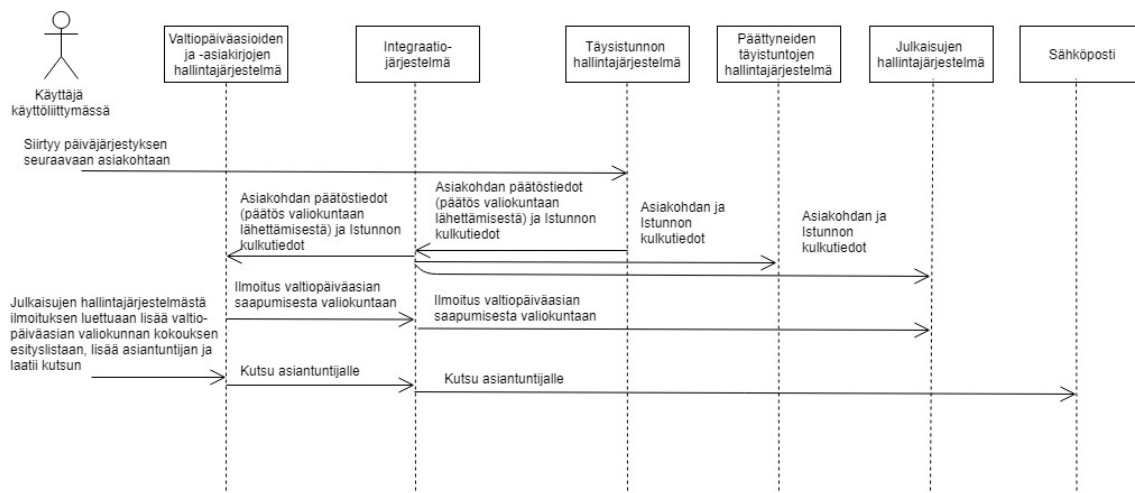 Käyttäjä
käyttöliittymässä
Valtiopäiväasioiden
ja -asiakirjojen
hallintajärjestelmä
Integraatio-
järjestelmä
Täysistunnon
hallintajärjestelmä
Päättyneiden
täyistuntojen
hallintajärjestelmä
Julkaisujen
hallintajärjestelmä
Sähköposti
Siirtyy päiväjärjestyksen
seuraavaan asiakohtaan
Asiakohdan päätöstiedot
(päätös valiokuntaan
lähettämisestä) ja Istunnon
kulkutiedot
Asiakohdan päätöstiedot
(päätös valiokuntaan
lähettämisestä) ja Istunnon
kulkutiedot
Asiakohdan ja
Istunnon
kulkutiedot
Asiakohdan ja
Istunnon
kulkutiedot
Ilmoitus valtiopäiväasian
saapumisesta valiokuntaan
Ilmoitus valtiopäiväasian
saapumisesta valiokuntaan
Julkaisujen hallintajärjestelmästä
ilmoituksen luettuaan lisää valtio-
päiväasian valiokunnan kokouksen
esityslistaan, lisää asiantuntijan ja
laatii kutsun
Kutsu asiantuntijalle
Kutsu asiantuntijalle